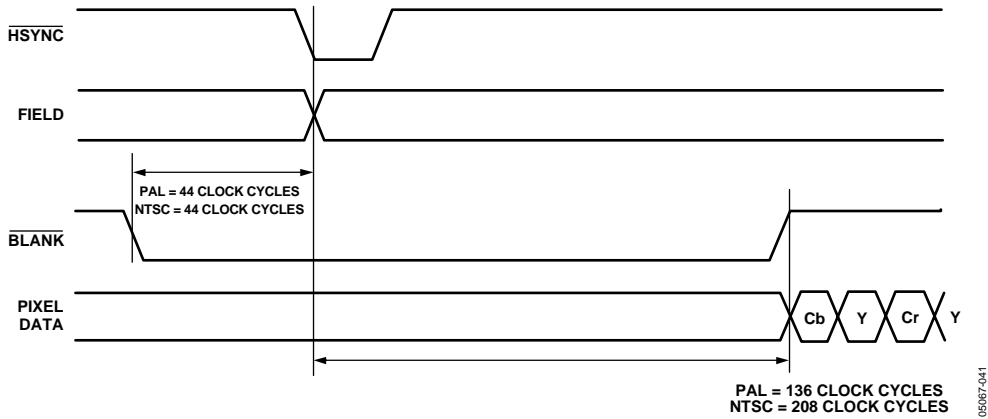 HSYNC
FIELD
PAL = 44 CLOCK CYCLES
NTSC = 44 CLOCK CYCLES
BLANK
PIXEL
DATA
Cb Y Cr Y
PAL = 136 CLOCK CYCLES
NTSC = 208 CLOCK CYCLES
05067-041